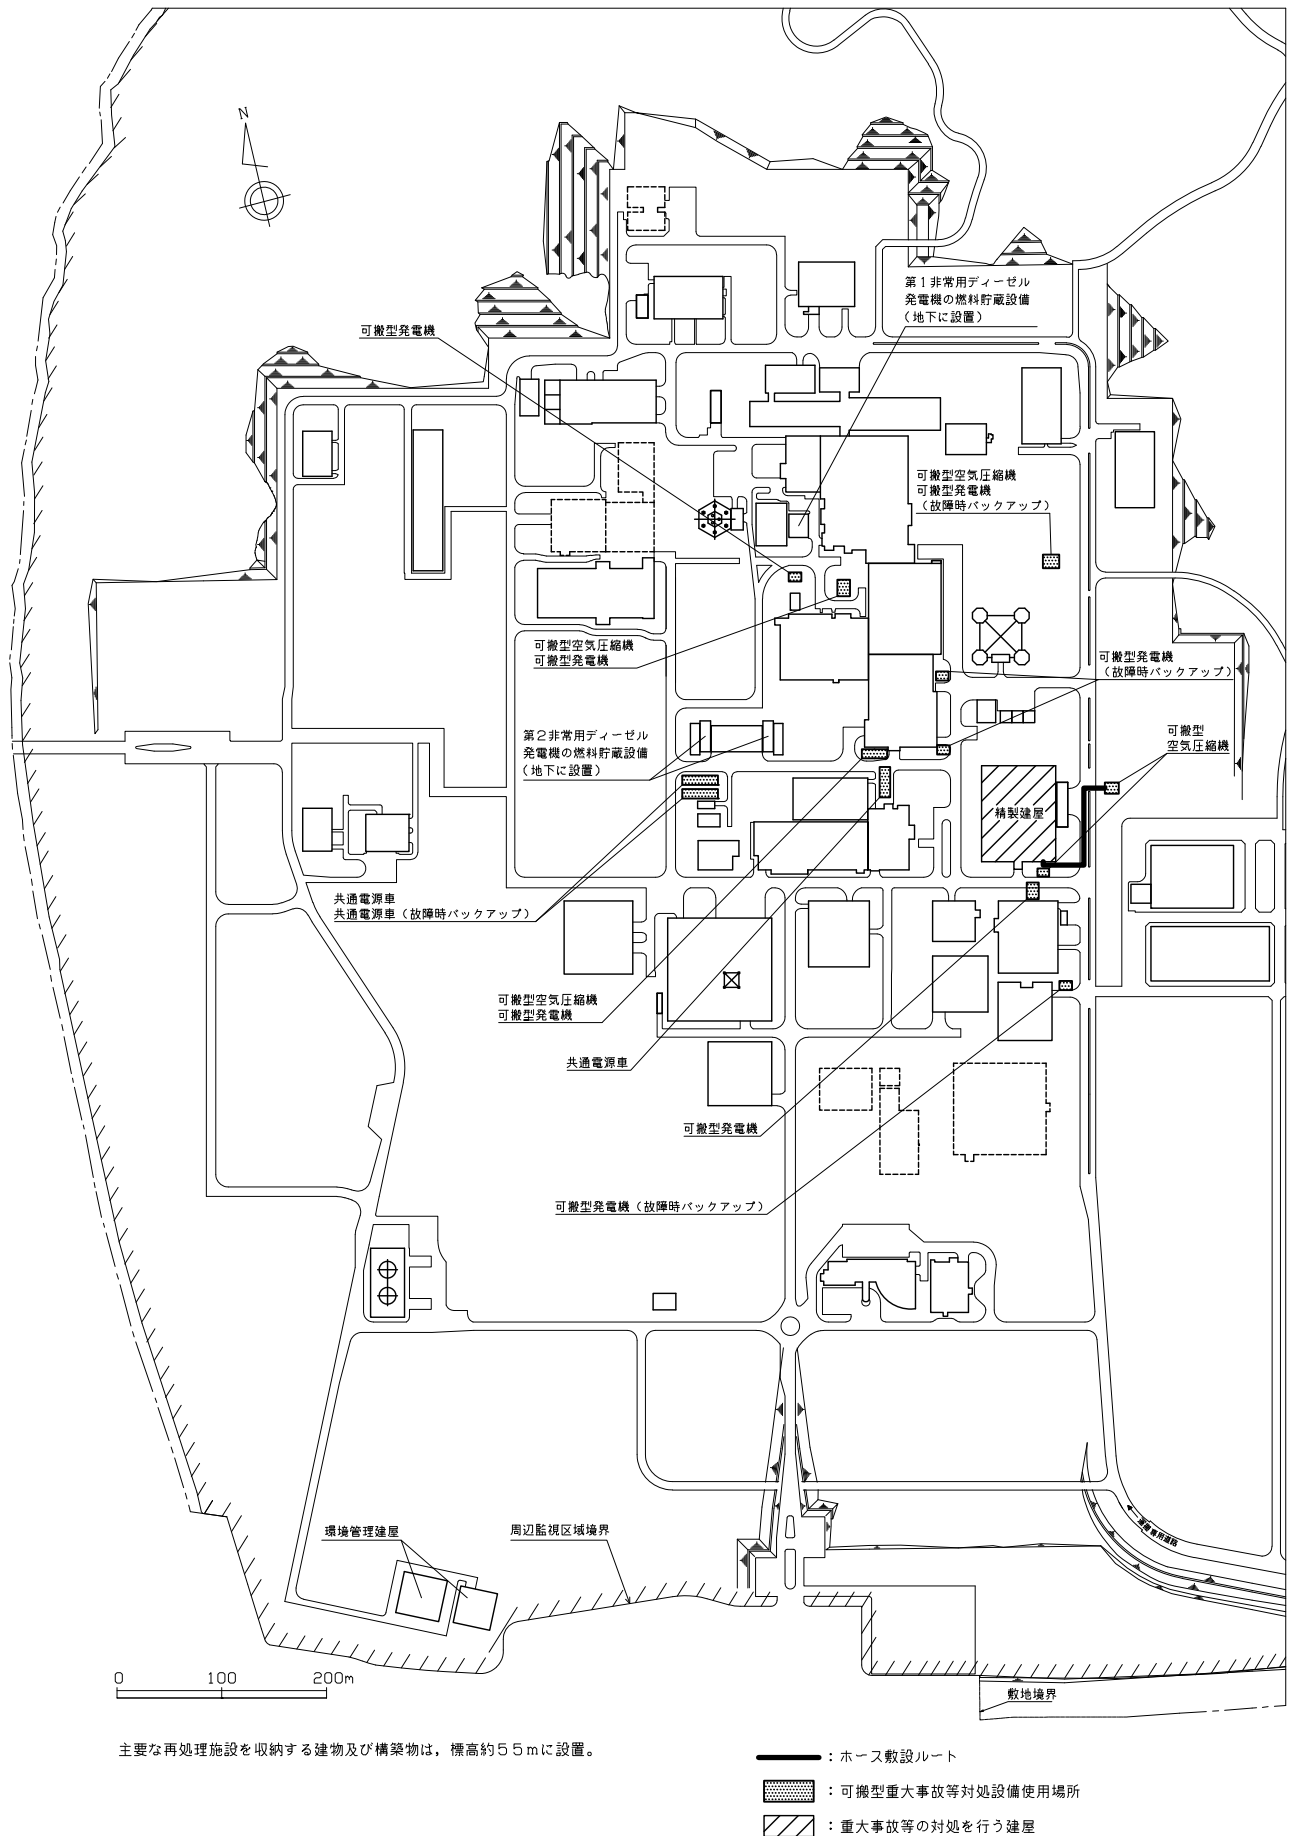 N
第1非常用ディーゼル
発電機の燃料貯蔵設備
(地下に設置)
可搬型発電機
可搬型空気圧縮機
可搬型発電機
(故障時バックアップ)
可搬型空気圧縮機
可搬型発電機
可搬型発電機
(故障時バックアップ)
第2非常用ディーゼル
発電機の燃料貯蔵設備
(地下に設置)
可搬型
空気圧縮機
精製建屋
共通電源車
共通電源車(故障時バックアップ)
可搬型空気圧縮機
可搬型発電機
共通電源車
可搬型発電機
可搬型発電機(故障時バックアップ)
環境管理建屋
周辺監視区域境界
敷地境界
0 100 200m
主要な再処理施設を収納する建物及び構築物は,標高約55mに設置。
:ホース敷設ルート
:可搬型重大事故等対処設備使用場所
:重大事故等の対処を行う建屋